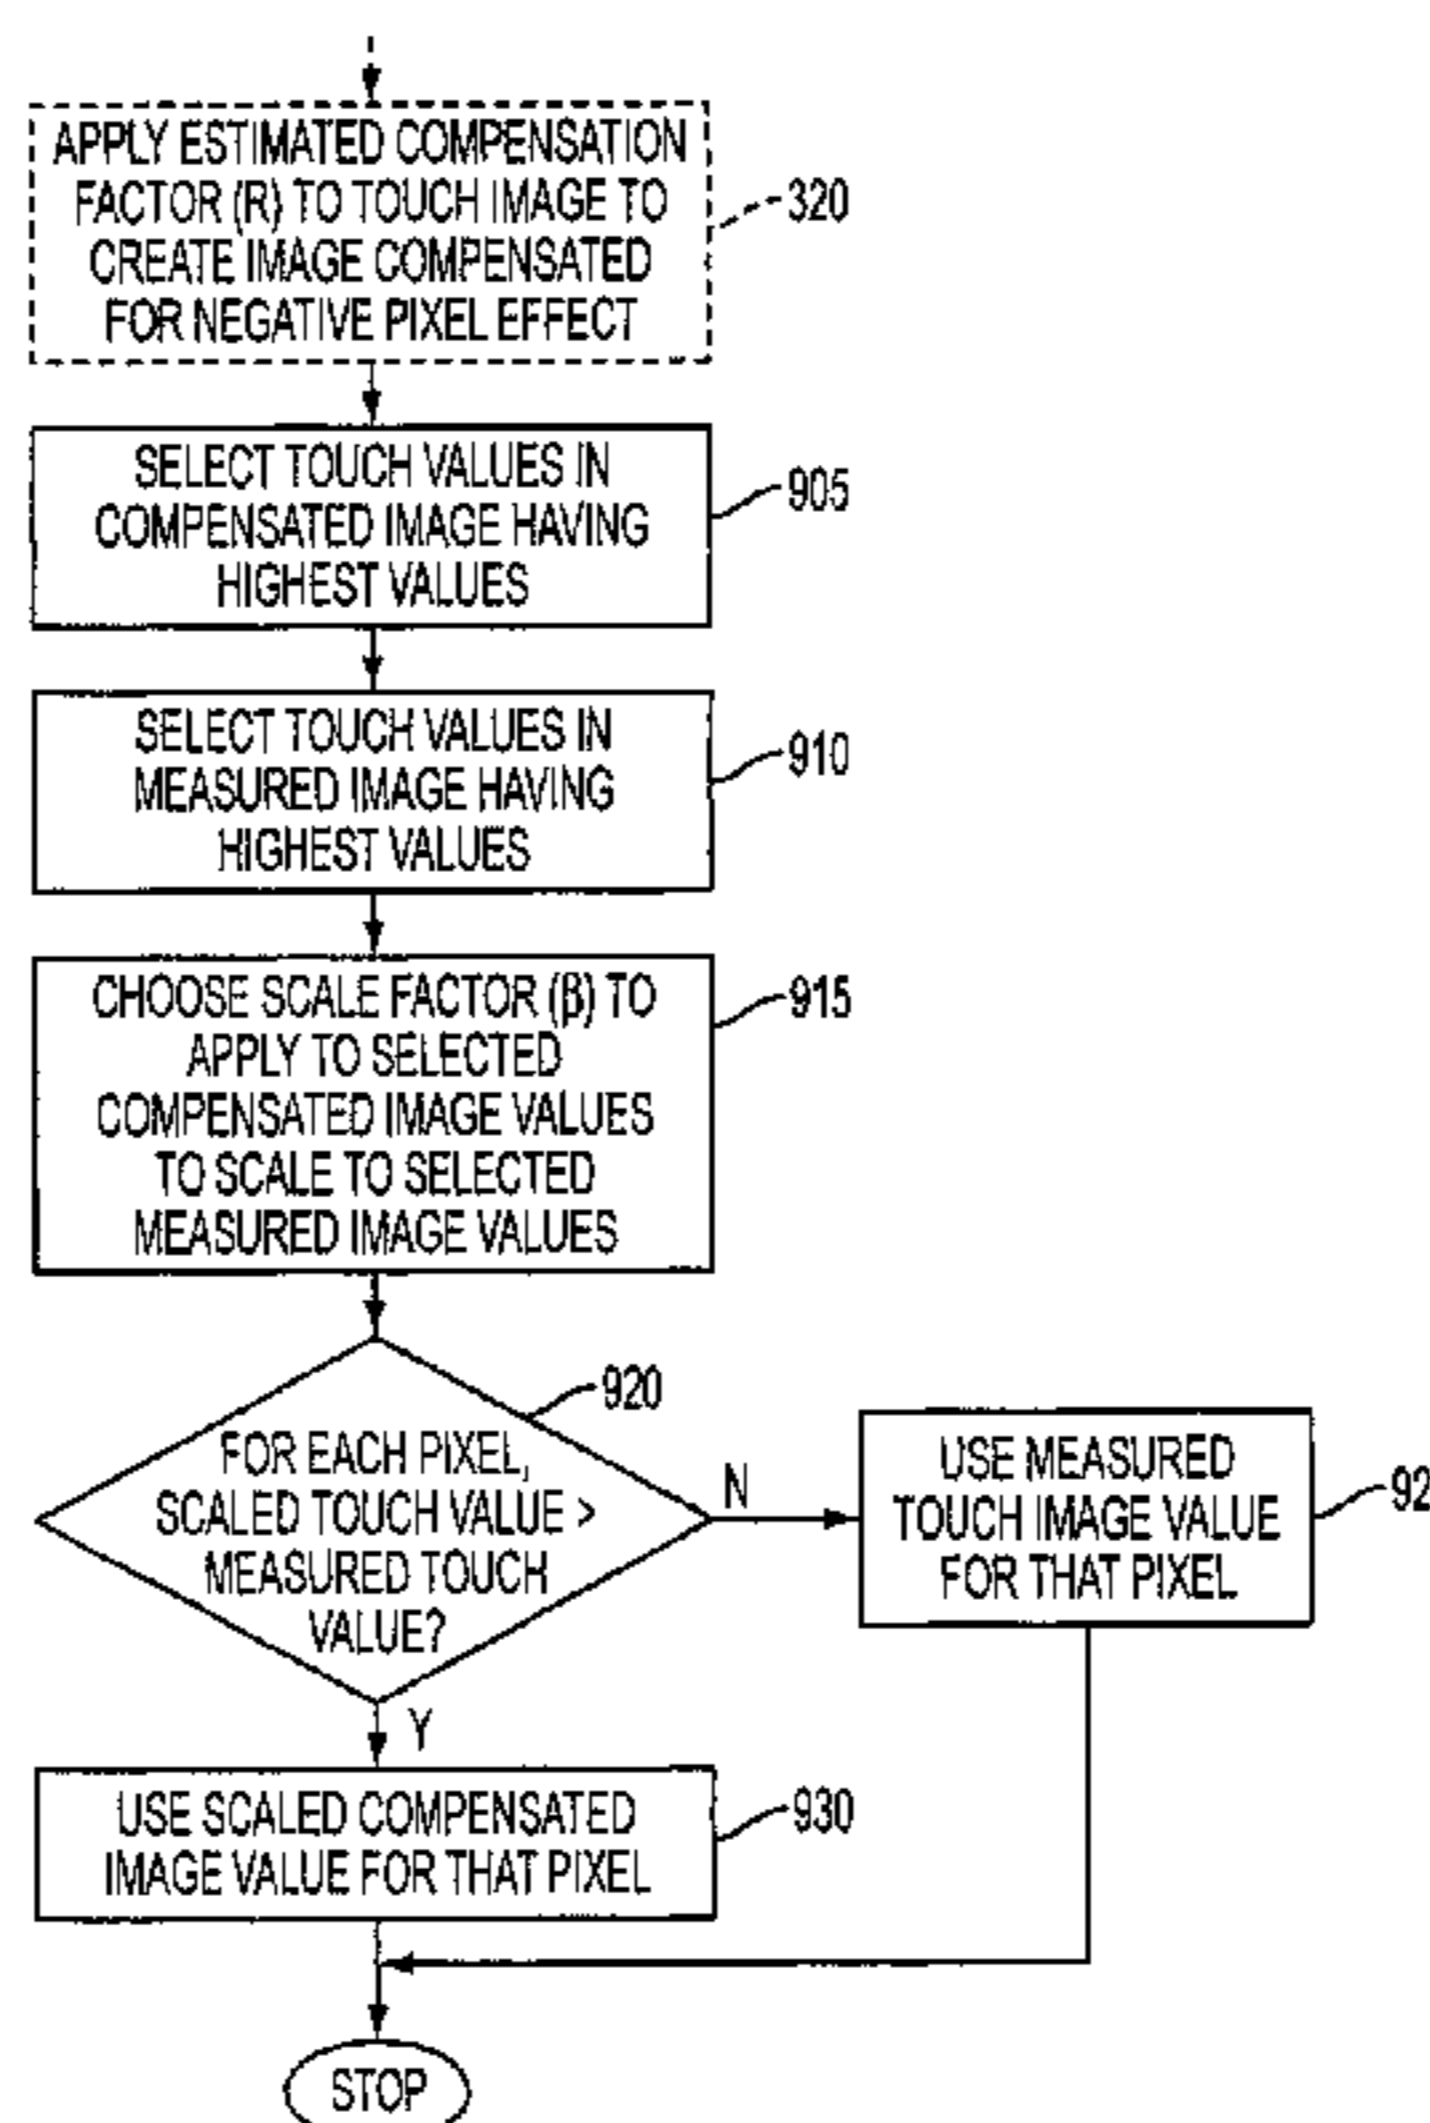 APPLY ESTIMATED COMPENSATION
FACTOR (R) TO TOUCH IMAGE TO
CREATE IMAGE COMPENSATED
FOR NEGATIVE PIXEL EFFECT
320
SELECT TOUCH VALUES IN
COMPENSATED IMAGE HAVING
HIGHEST VALUES
905
SELECT TOUCH VALUES IN
MEASURED IMAGE HAVING
HIGHEST VALUES
910
CHOOSE SCALE FACTOR (β) TO
APPLY TO SELECTED
COMPENSATED IMAGE VALUES
TO SCALE TO SELECTED
MEASURED IMAGE VALUES
915
920
FOR EACH PIXEL,
SCALED TOUCH VALUE >
MEASURED TOUCH
VALUE?
N
USE MEASURED
TOUCH IMAGE VALUE
FOR THAT PIXEL
92
Y
USE SCALED COMPENSATED
IMAGE VALUE FOR THAT PIXEL
930
STOP